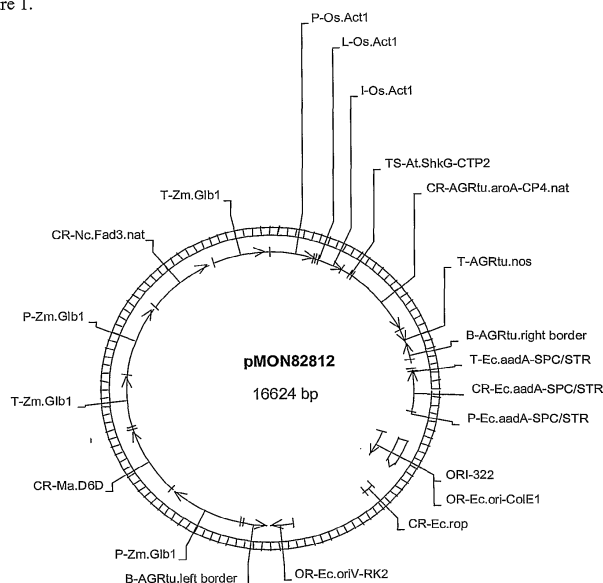 re 1.
P-Os.Act1
L-Os.Act1
I-Os.Act1
TS-At.ShkG-CTP2
CR-AGRtu.aroA-CP4.nat
T-Zm.Glb1
CR-Nc.Fad3.nat
T-AGRtu.nos
P-Zm.Glb1
B-AGRtu.right border
T-Ec.aadA-SPC/STR
pMON82812
16624 bp
CR-Ec.aadA-SPC/STR
T-Zm.Glb1
P-Ec.aadA-SPC/STR
ORI-322
CR-Ma.D6D
OR-Ec.ori-ColE1
CR-Ec.rop
P-Zm.Glb1
OR-Ec.oriV-RK2
B-AGRtu.left border